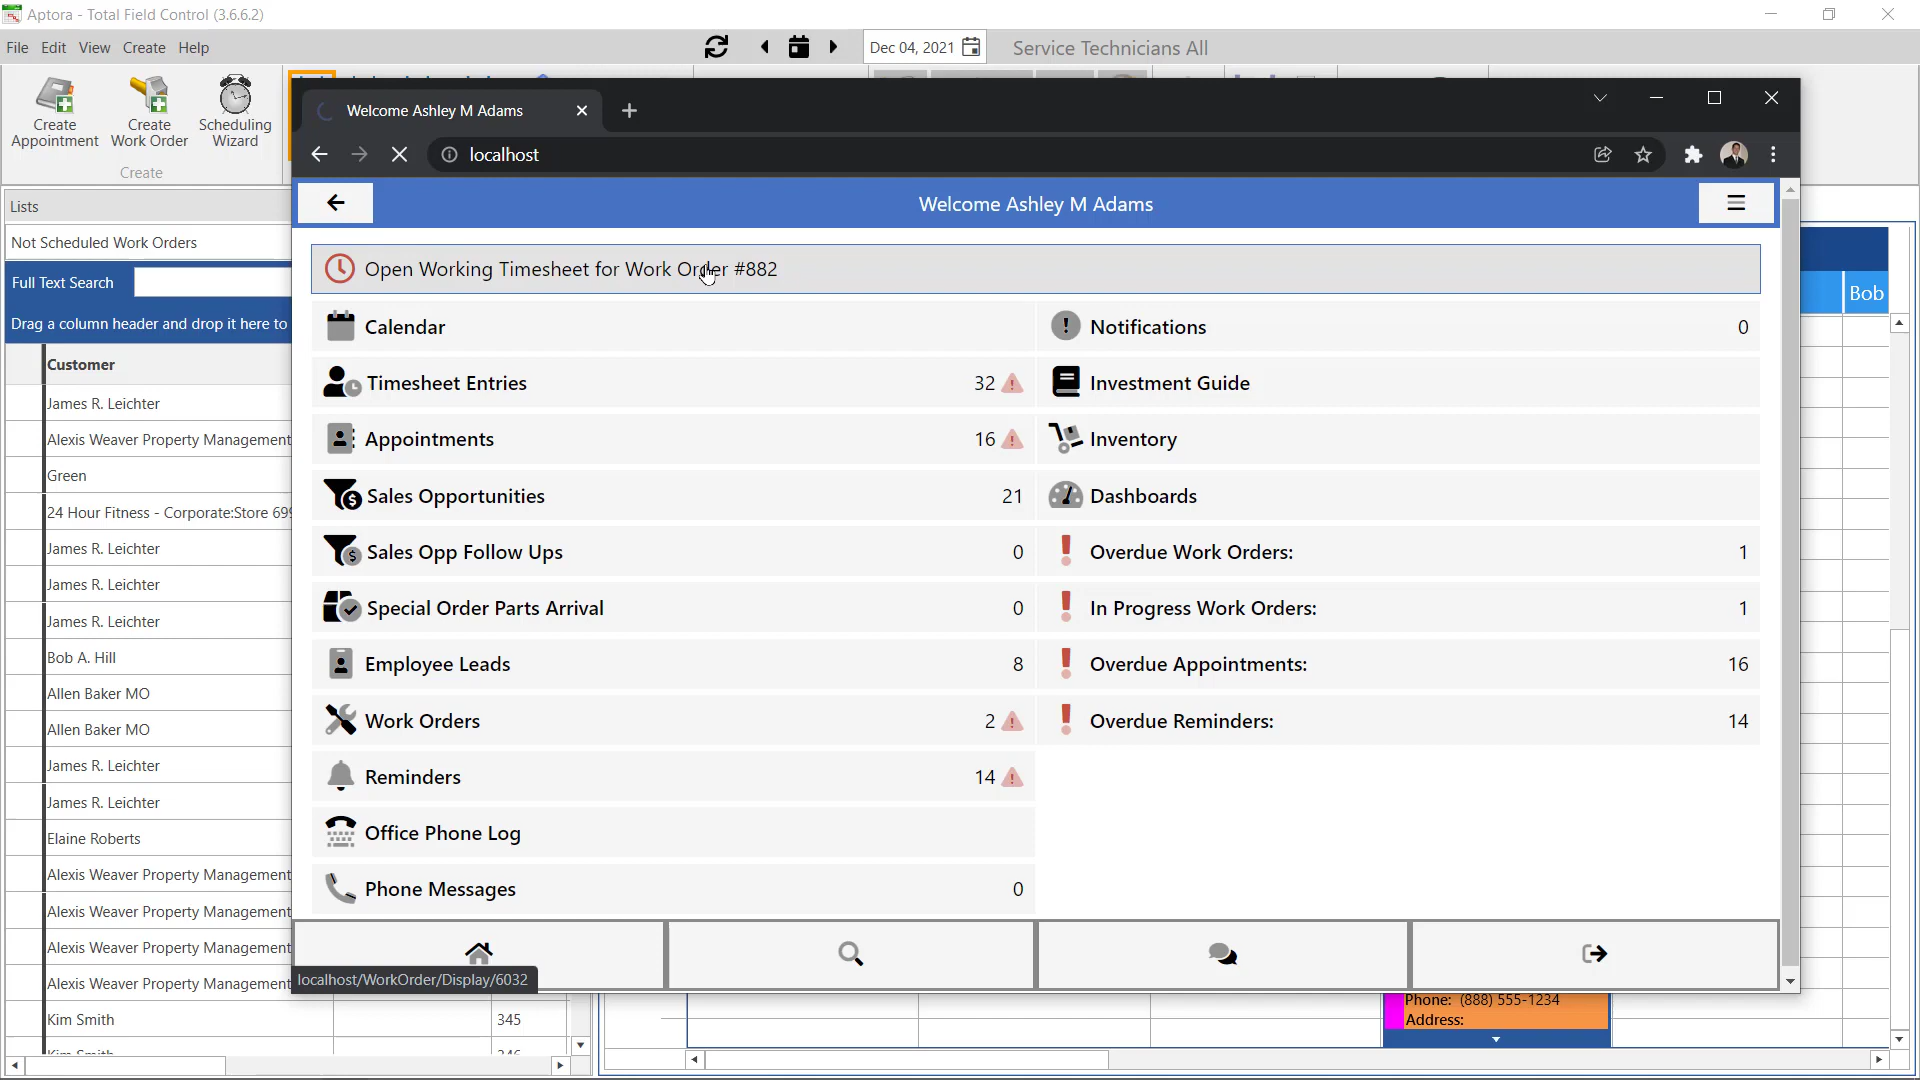 Aptora - Total Field Control (3.6.6.2)
File Edit View Create Help
Dec 04, 2021
Service Technicians All
Create Appointment
Create Work Order
Scheduling Wizard
Create
Lists
Not Scheduled Work Orders
Full Text Search
Drag a column header and drop it here to
Customer
James R. Leichter
Alexis Weaver Property Management
Green
24 Hour Fitness - Corporate:Store 699
James R. Leichter
James R. Leichter
James R. Leichter
Bob A. Hill
Allen Baker MO
Allen Baker MO
James R. Leichter
James R. Leichter
Elaine Roberts
Alexis Weaver Property Management
Alexis Weaver Property Management
Alexis Weaver Property Management
Alexis Weaver Property Management
Kim Smith 345
Kim Smith 346
Welcome Ashley M Adams
localhost
Welcome Ashley M Adams
Open Working Timesheet for Work Order #882
Calendar
Timesheet Entries 32
Appointments 16
Sales Opportunities 21
Sales Opp Follow Ups 0
Special Order Parts Arrival 0
Employee Leads 8
Work Orders 2
Reminders 14
Office Phone Log
Phone Messages 0
Notifications 0
Investment Guide
Inventory
Dashboards
Overdue Work Orders: 1
In Progress Work Orders: 1
Overdue Appointments: 16
Overdue Reminders: 14
localhost/WorkOrder/Display/6032
Bob
Phone: (888) 555-1234
Address: